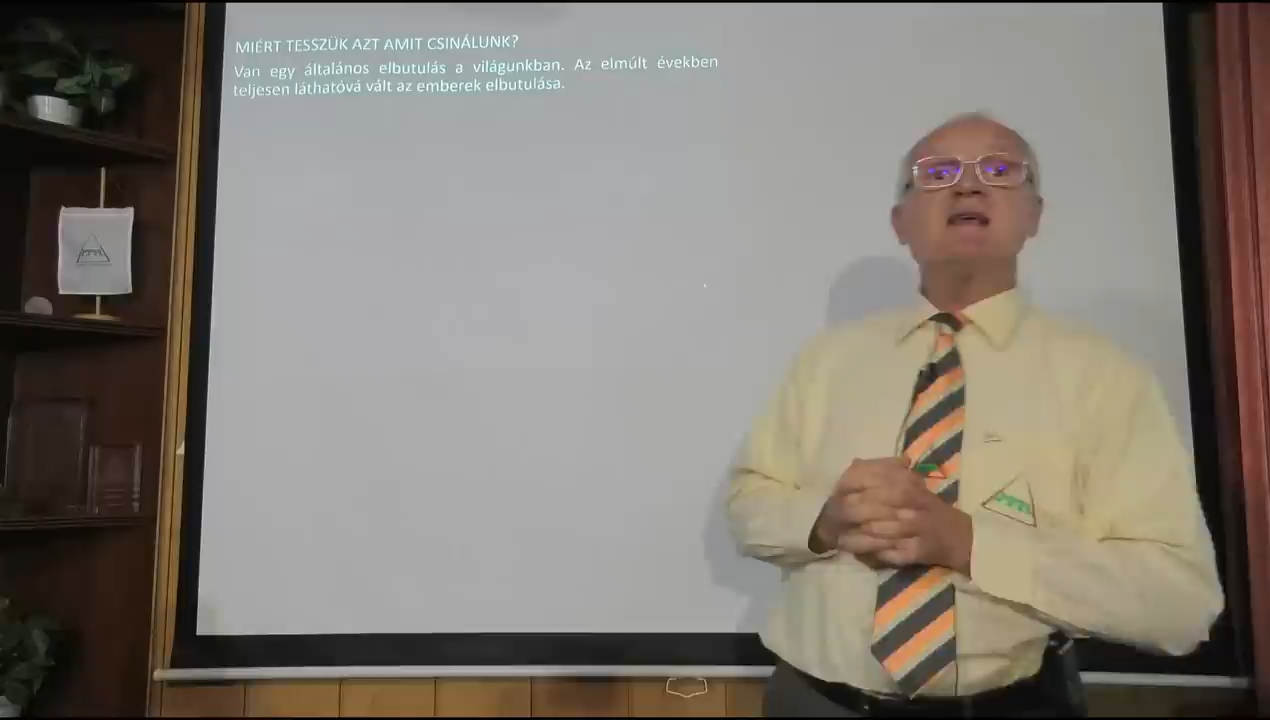 MIÉRT TESSZÜK AZT AMIT CSINÁLUNK?
Van egy általános elbutulás a világunkban. Az elmúlt években
teljesen láthatóvá vált az emberek elbutulása.